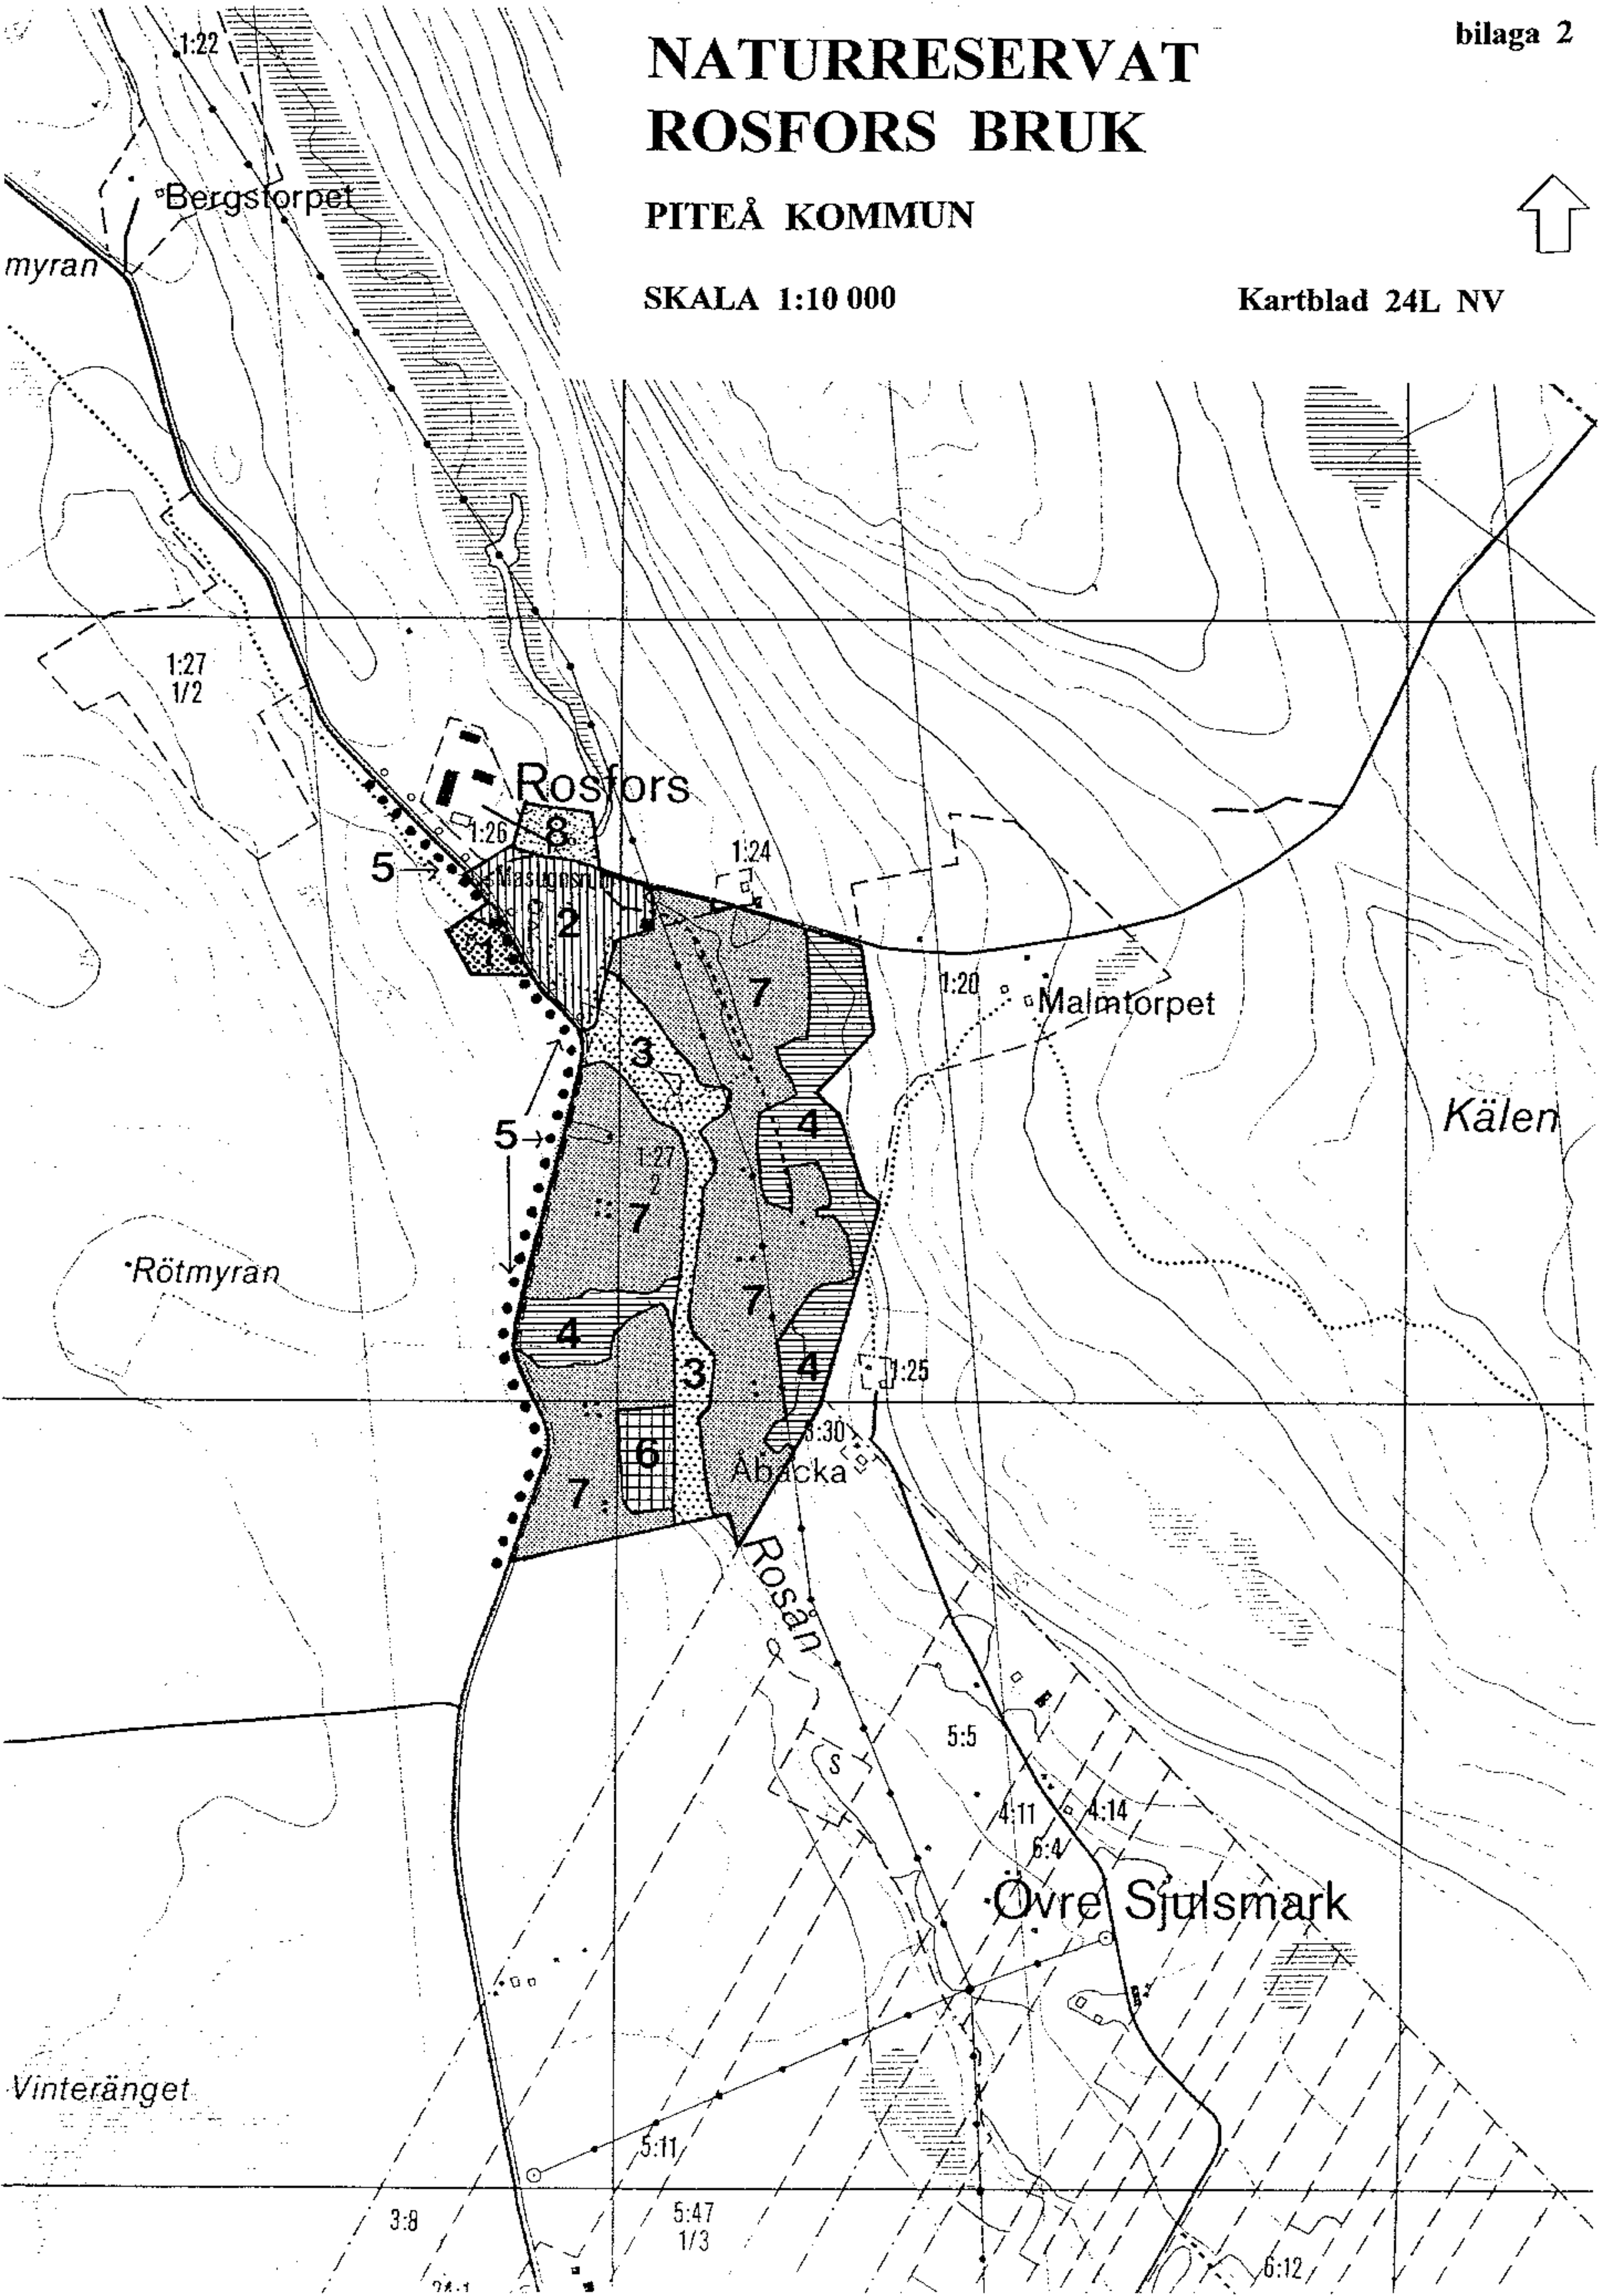 bilaga 2
NATURRESERVAT
ROSFORS BRUK
PITEÅ KOMMUN
SKALA 1:10 000
Kartblad 24L NV
1:22
Bergstorpet
myran
1:27
1/2
Rosfors
8
1:26
1:24
5
2
1
7
1:20
Malmtorpet
3
4
Kälen
5
1:27
2
7
Rötmyran
7
4
3
4
1:25
3:30
6
Åbacka
7
Rosån
5:5
S
4:11
4:14
6:4
Övre Sjulsmark
Vinteränget
5:11
3:8
5:47
1/3
6:12